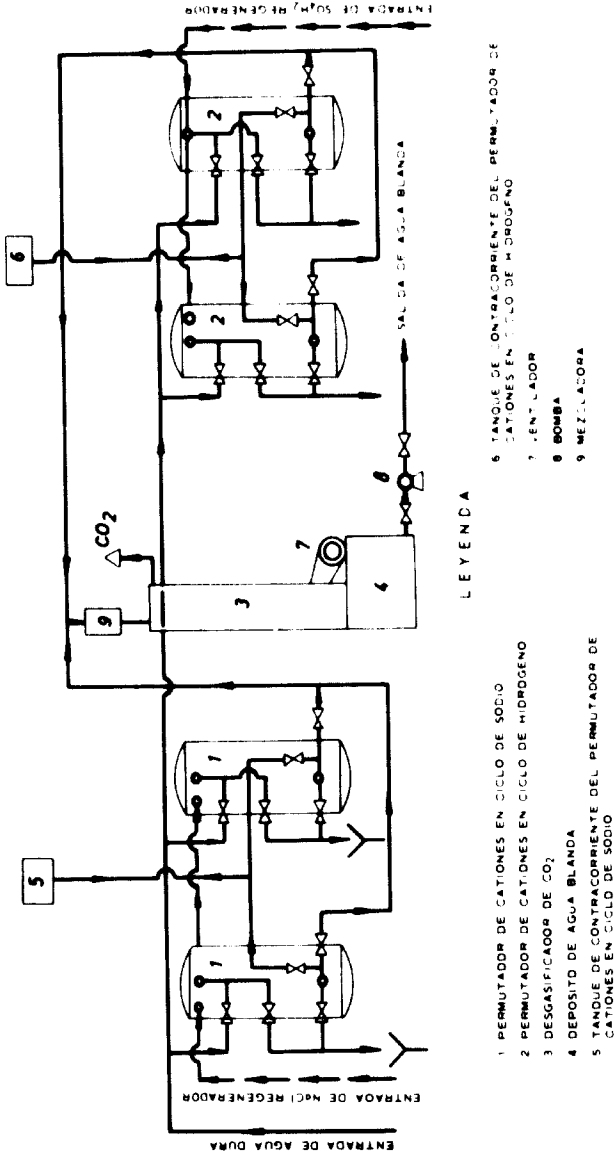 ENTRADA DE AGUA DURA
ENTRADA DE NaCl REGENERADOR
1
5
1
9
CO₂
3
7
4
8
SALIDA DE AGUA BLANDA
2
6
2
ENTRADA DE SO₄H₂ REGENERADOR
LEYENDA
1 PERMUTADOR DE CATIONES EN CICLO DE SODIO
2 PERMUTADOR DE CATIONES EN CICLO DE HIDROGENO
3 DESGASIFICADOR DE CO₂
4 DEPOSITO DE AGUA BLANDA
5 TANQUE DE CONTRACORRIENTE DEL PERMUTADOR DE
CATIONES EN CICLO DE SODIO
6 TANQUE DE CONTRACORRIENTE DEL PERMUTADOR DE
CATIONES EN CICLO DE HIDROGENO
7 VENTILADOR
8 BOMBA
9 MEZCLADORA